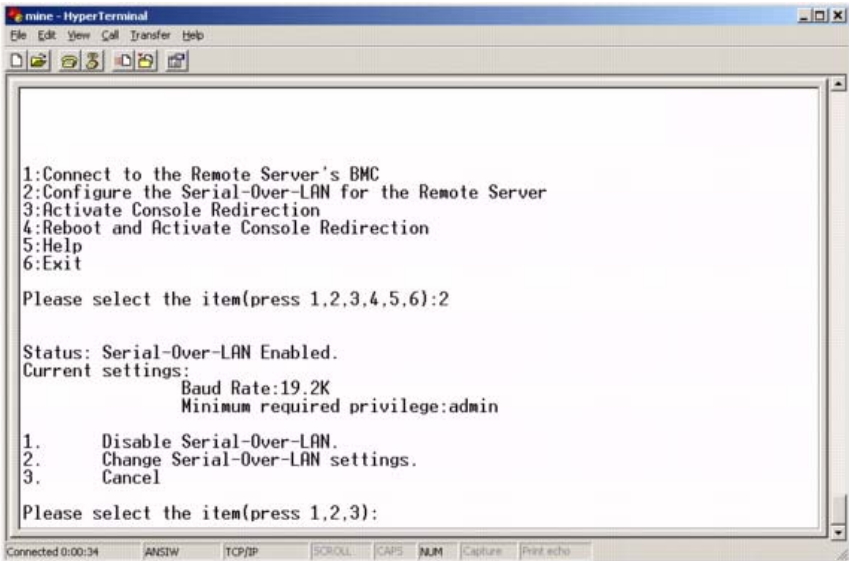 mine - HyperTerminal
File Edit View Call Transfer Help
1:Connect to the Remote Server's BMC
2:Configure the Serial-Over-LAN for the Remote Server
3:Activate Console Redirection
4:Reboot and Activate Console Redirection
5:Help
6:Exit
Please select the item(press 1,2,3,4,5,6):2
Status: Serial-Over-LAN Enabled.
Current settings:
Baud Rate:19.2K
Minimum required privilege:admin
1. Disable Serial-Over-LAN.
2. Change Serial-Over-LAN settings.
3. Cancel
Please select the item(press 1,2,3):
Connected 0:00:34 ANSIW TCP/IP SCROLL CAPS NUM Capture Print echo